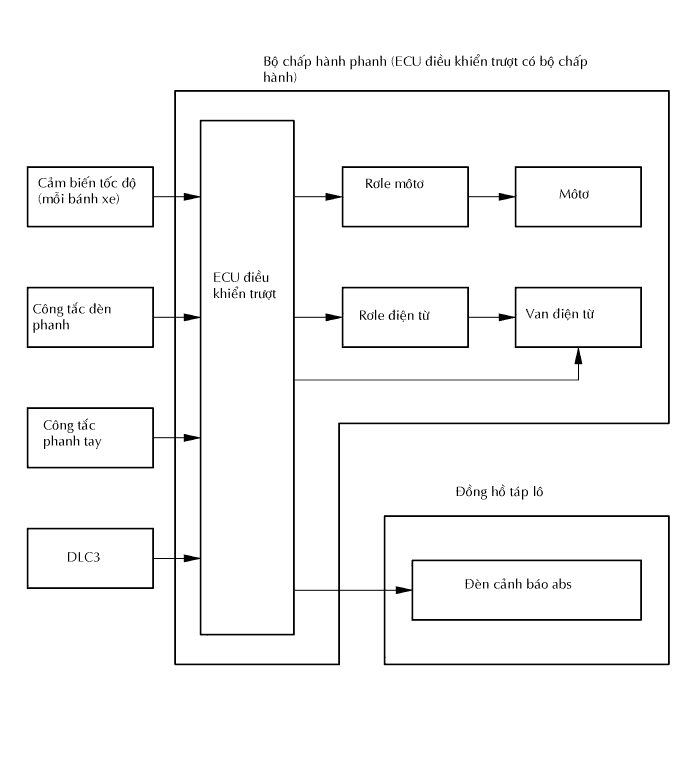 Bộ chấp hành phanh (ECU điều khiển trượt có bộ chấp
hành)
Cảm biến tốc độ
(mỗi bánh xe)
Rơle môtơ
Môtơ
ECU điều
khiển trượt
Công tắc dèn
phanh
Rơle điện từ
Van điện từ
Công tắc
phanh tay
Đồng hồ táp lô
DLC3
Đèn cảnh báo abs